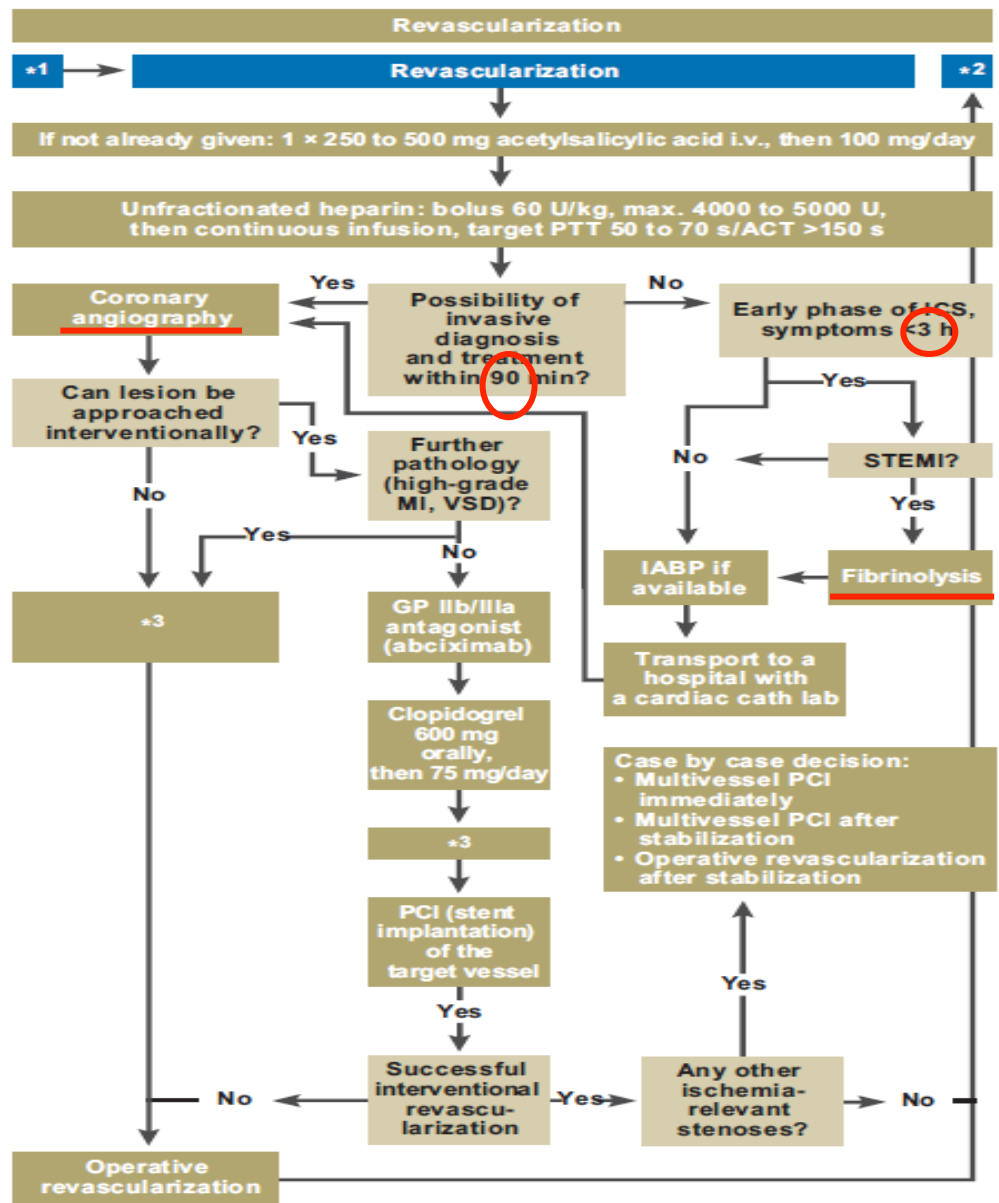 Revascularization
*1
Revascularization
*2
If not already given: 1 × 250 to 500 mg acetylsalicylic acid i.v., then 100 mg/day
Unfractionated heparin: bolus 60 U/kg, max. 4000 to 5000 U,
then continuous infusion, target PTT 50 to 70 s/ACT >150 s
Yes
No
Coronary
angiography
Possibility of
invasive
diagnosis
and treatment
within 90 min?
Early phase of ICS,
symptoms <3 h
Can lesion be
approached
interventionally?
Yes
No
Further
pathology
(high-grade
MI, VSD)?
Yes
No
STEMI?
Yes
Yes
No
IABP if
available
Fibrinolysis
*3
GP IIb/IIIa
antagonist
(abciximab)
Transport to a
hospital with
a cardiac cath lab
Clopidogrel
600 mg
orally,
then 75 mg/day
Case by case decision:
• Multivessel PCI
immediately
• Multivessel PCI after
stabilization
• Operative revascularization
after stabilization
*3
PCI (stent
implantation)
of the
target vessel
Yes
Yes
Successful
interventional
revascu-
larization
No
Yes
Any other
ischemia-
relevant
stenoses?
No
Operative
revascularization